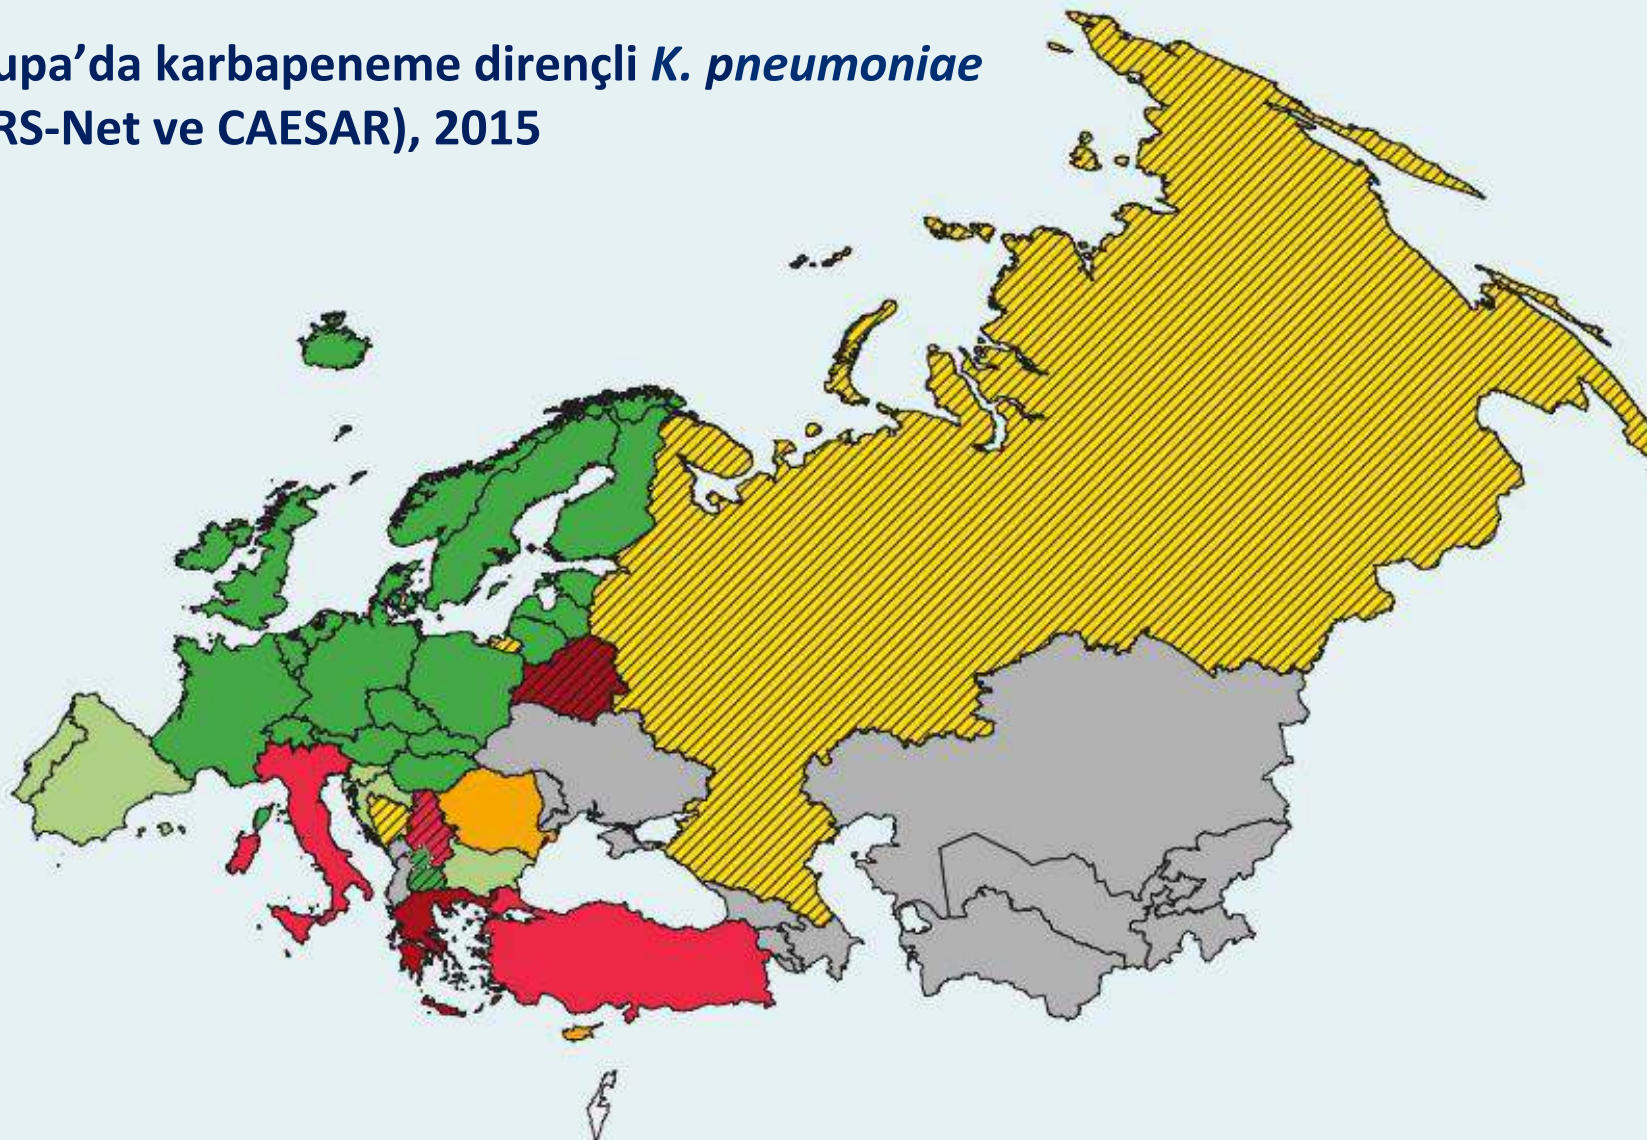 upa’da karbapeneme dirençli K. pneumoniae
RS-Net ve CAESAR), 2015